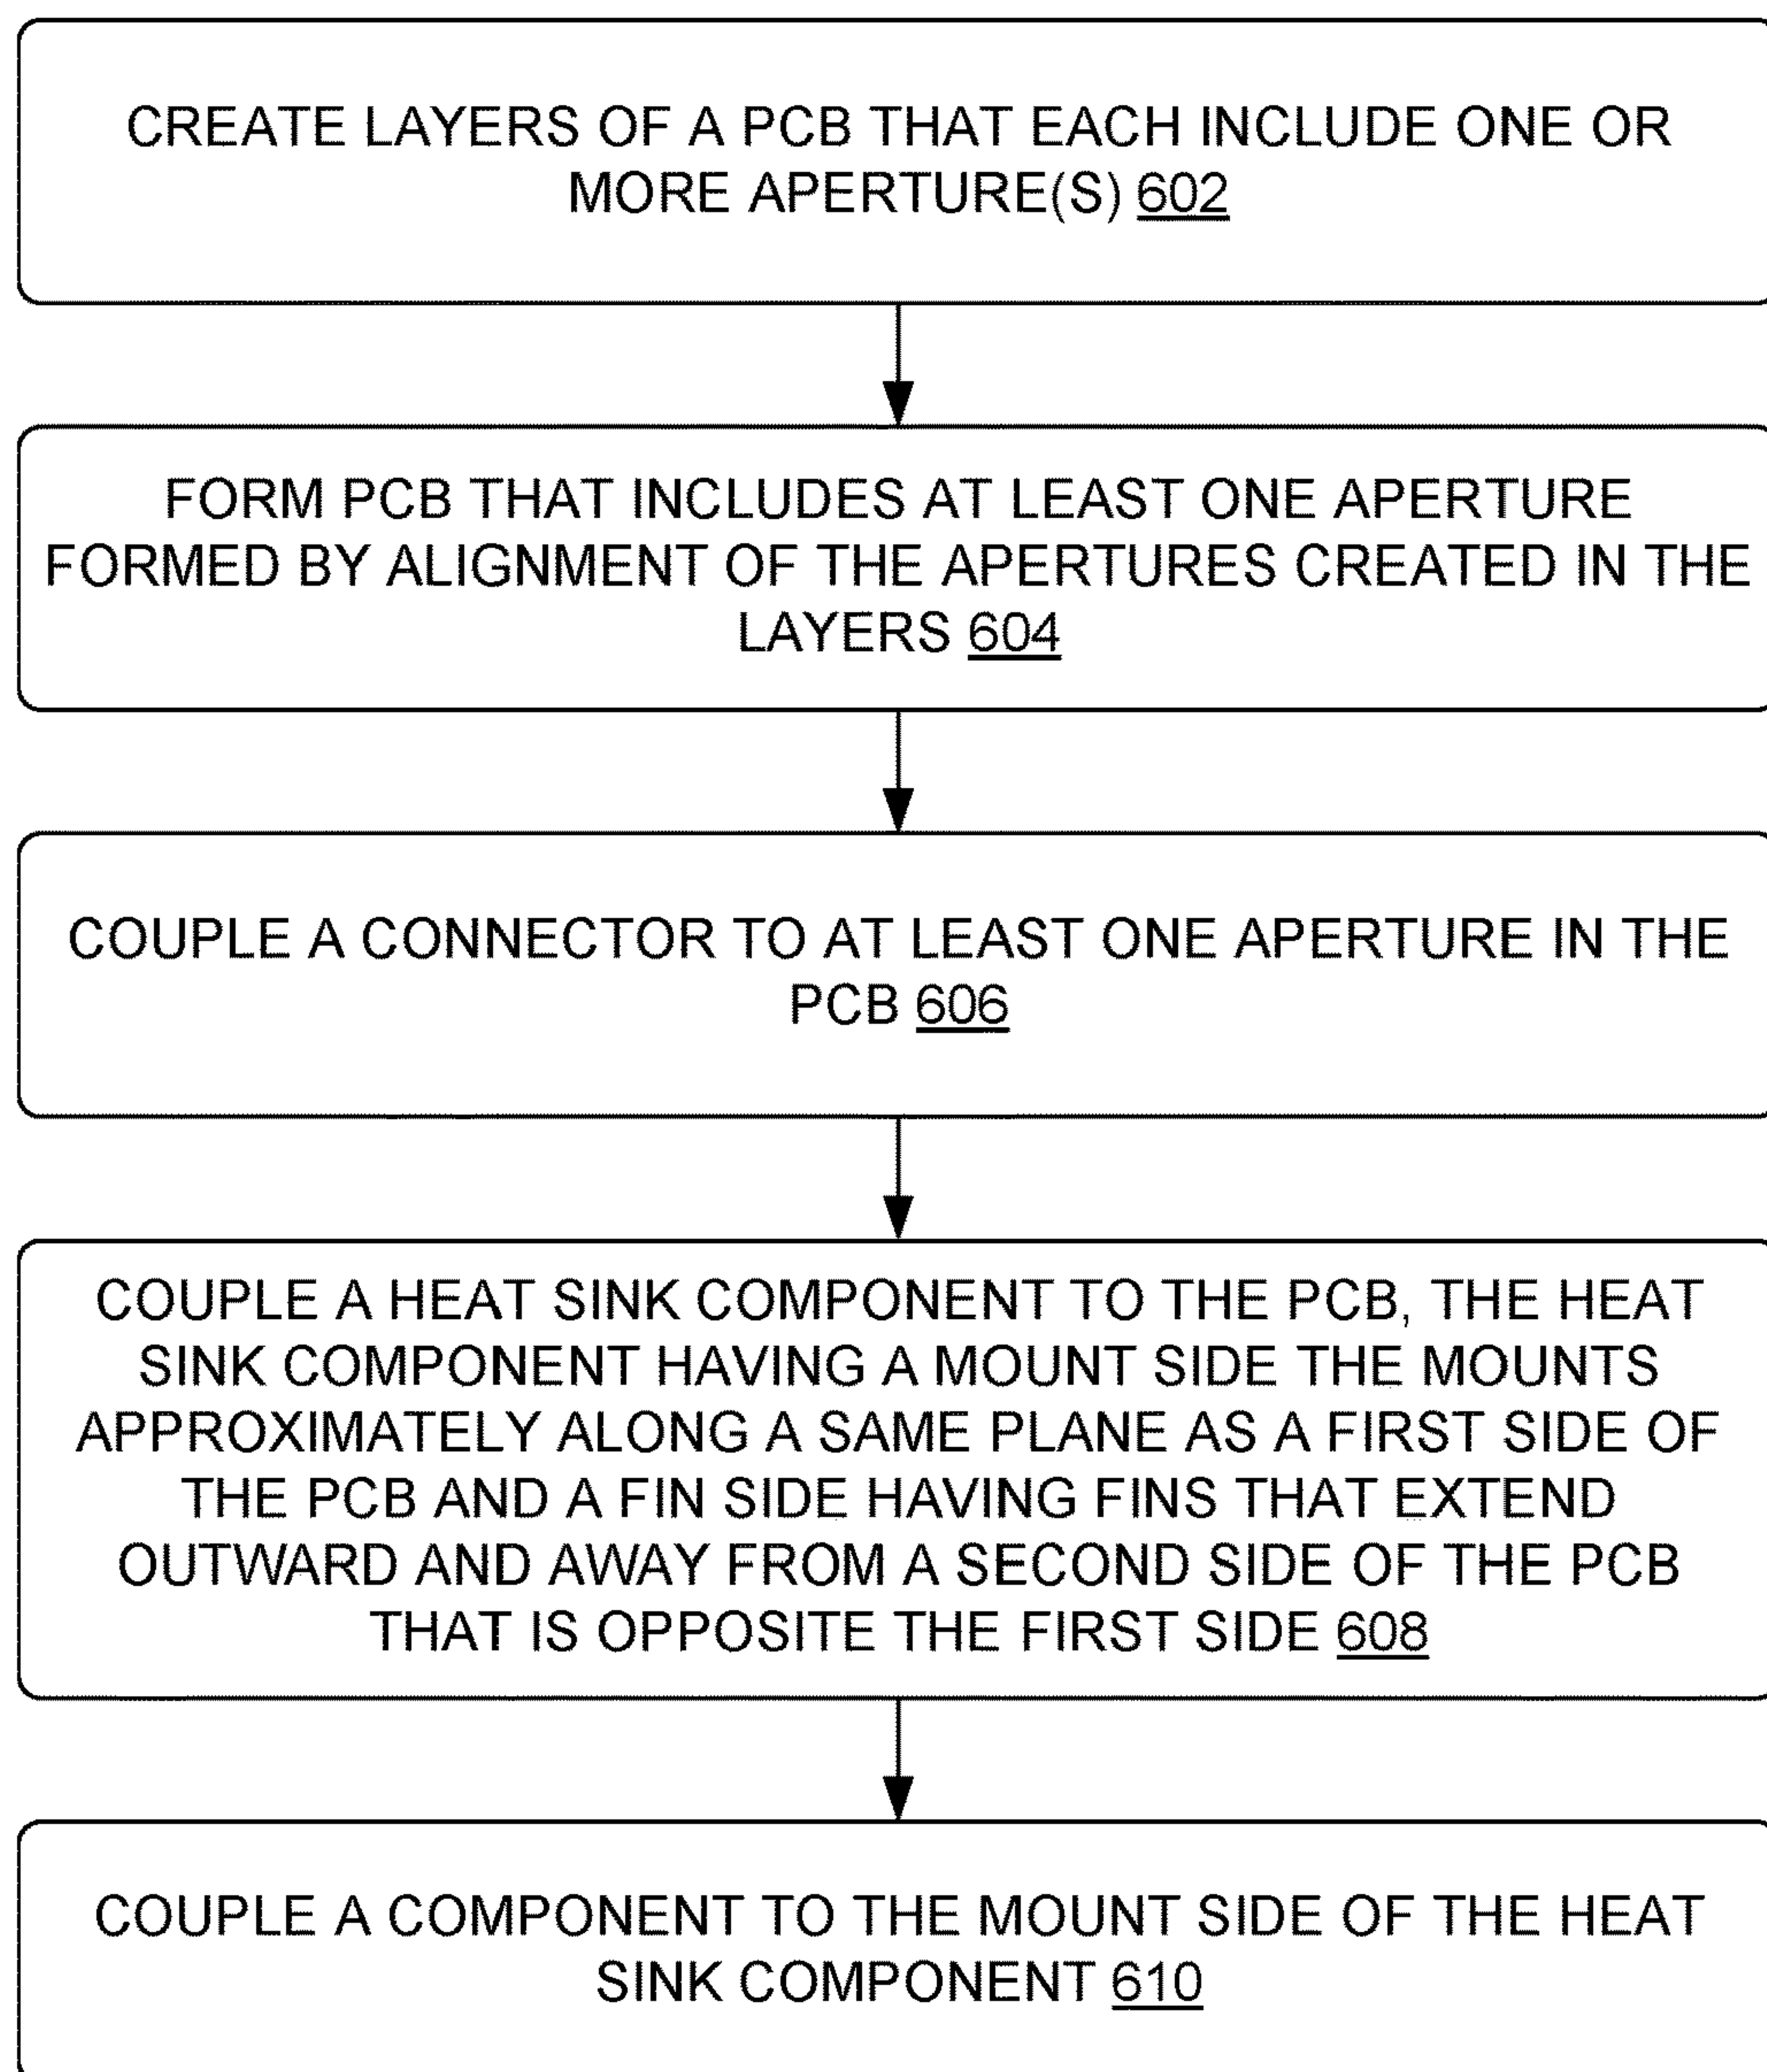 CREATE LAYERS OF A PCB THAT EACH INCLUDE ONE OR
MORE APERTURE(S) 602
FORM PCB THAT INCLUDES AT LEAST ONE APERTURE
FORMED BY ALIGNMENT OF THE APERTURES CREATED IN THE
LAYERS 604
COUPLE A CONNECTOR TO AT LEAST ONE APERTURE IN THE
PCB 606
COUPLE A HEAT SINK COMPONENT TO THE PCB, THE HEAT
SINK COMPONENT HAVING A MOUNT SIDE THE MOUNTS
APPROXIMATELY ALONG A SAME PLANE AS A FIRST SIDE OF
THE PCB AND A FIN SIDE HAVING FINS THAT EXTEND
OUTWARD AND AWAY FROM A SECOND SIDE OF THE PCB
THAT IS OPPOSITE THE FIRST SIDE 608
COUPLE A COMPONENT TO THE MOUNT SIDE OF THE HEAT
SINK COMPONENT 610